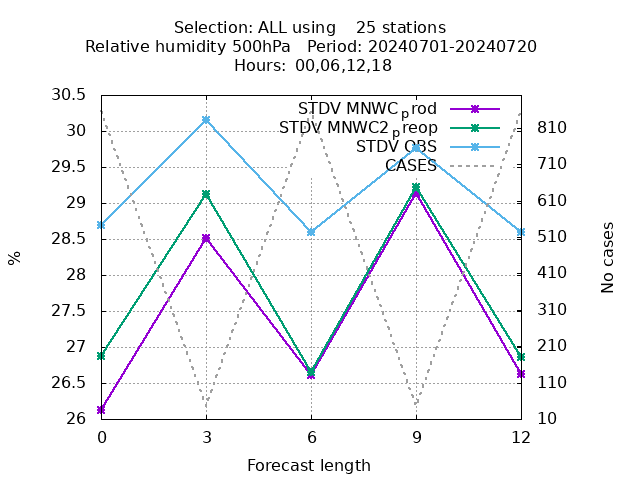 Selection: ALL using    25 stations
Relative humidity 500hPa   Period: 20240701-20240720
Hours: 00,06,12,18
30.5
30
29.5
29
28.5
28
27.5
27
26.5
26
%
STDV MNWC_prod
STDV MNWC2_preop
STDV OBS
CASES
810
710
610
510
410
310
210
110
10
No cases
0
3
6
9
12
Forecast length